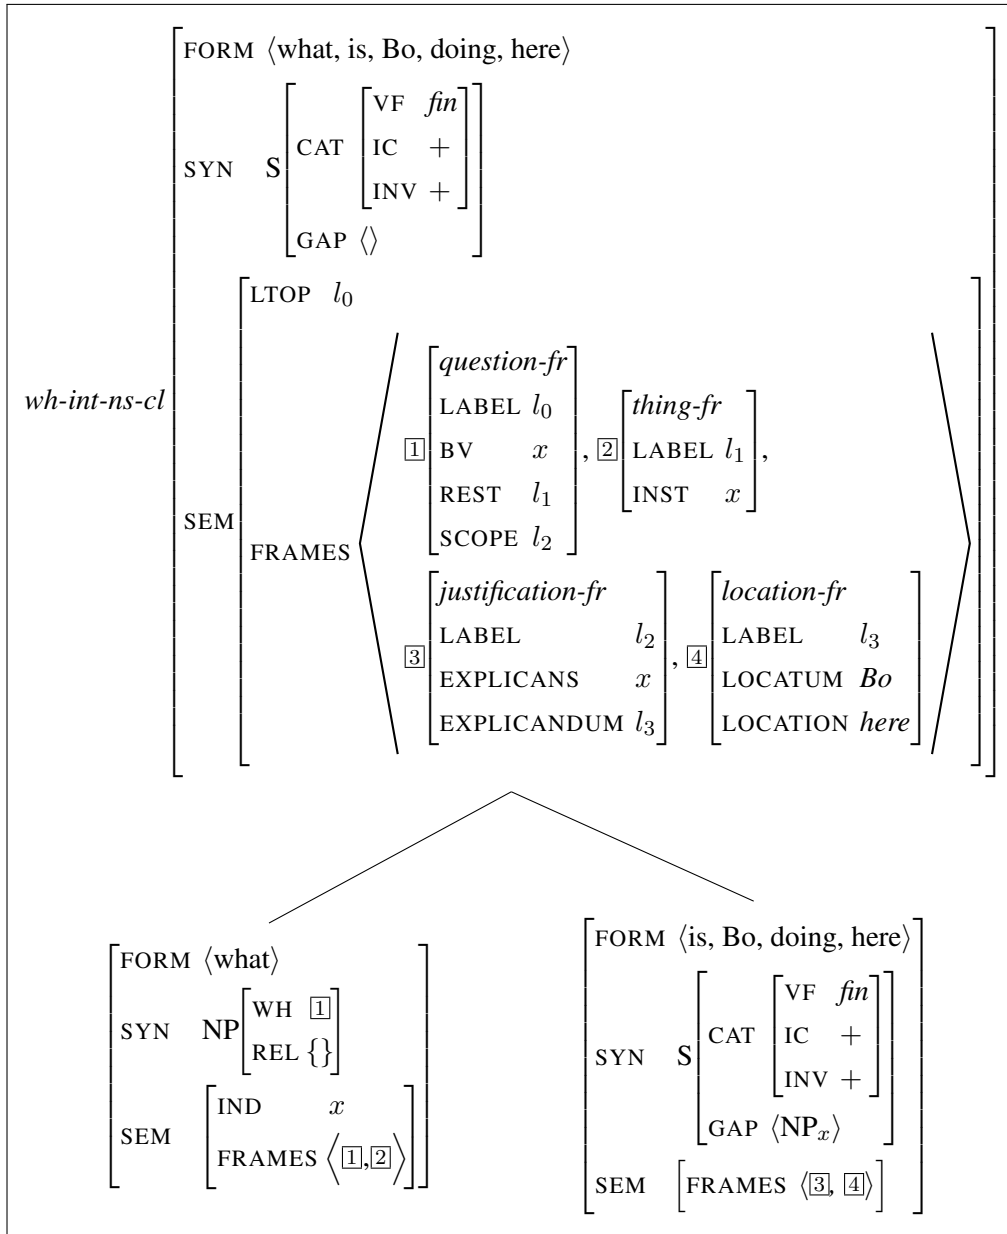 FORM ⟨what, is, Bo, doing, here⟩
VF fin
SYN S CAT IC +
INV +
GAP ⟨⟩
LTOP l0
wh-int-ns-cl
question-fr
LABEL l0 thing-fr
1 BV x , 2 LABEL l1 ,
REST l1 INST x
SEM SCOPE l2
FRAMES
justification-fr location-fr
LABEL l2 LABEL l3
3 EXPLICANS x , 4 LOCATUM Bo
EXPLICANDUM l3 LOCATION here
FORM ⟨what⟩
SYN NP WH 1
REL {}
SEM IND x
FRAMES ⟨1,2⟩
FORM ⟨is, Bo, doing, here⟩
VF fin
SYN S CAT IC +
INV +
GAP ⟨NPx⟩
SEM FRAMES ⟨3, 4⟩